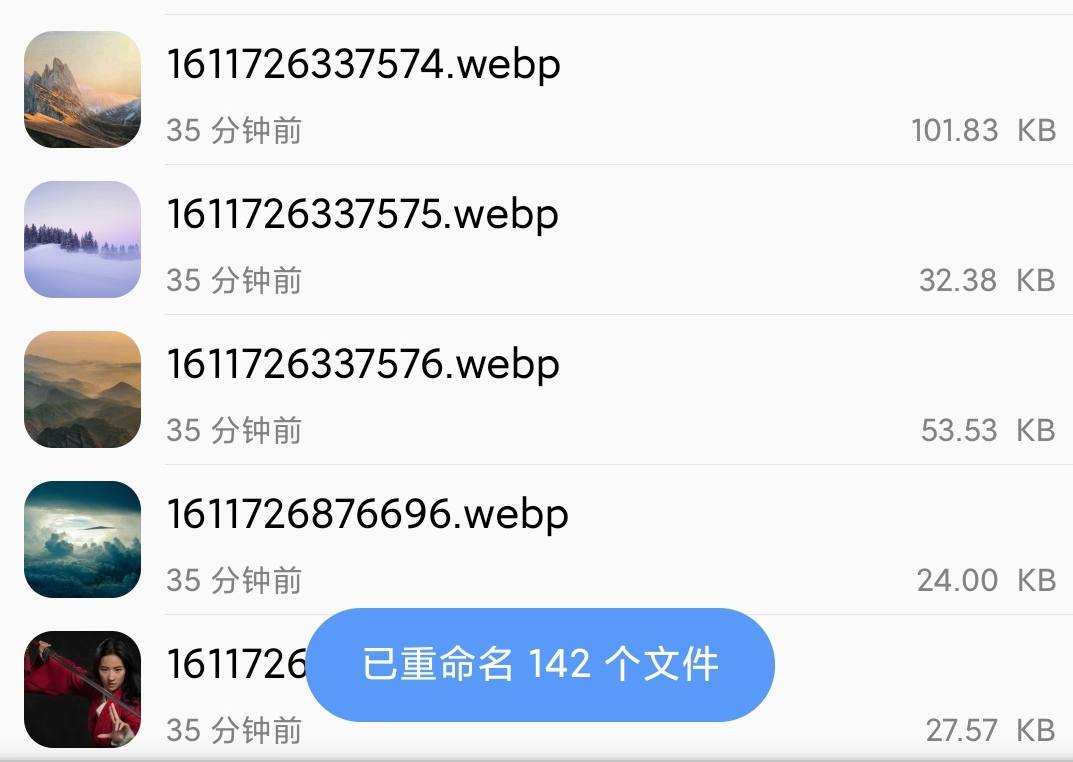 1611726337574.webp
35 分钟前 101.83 KB
1611726337575.webp
35 分钟前 32.38 KB
1611726337576.webp
35 分钟前 53.53 KB
1611726876696.webp
35 分钟前 24.00 KB
1611726
已重命名 142 个文件
35 分钟前 27.57 KB